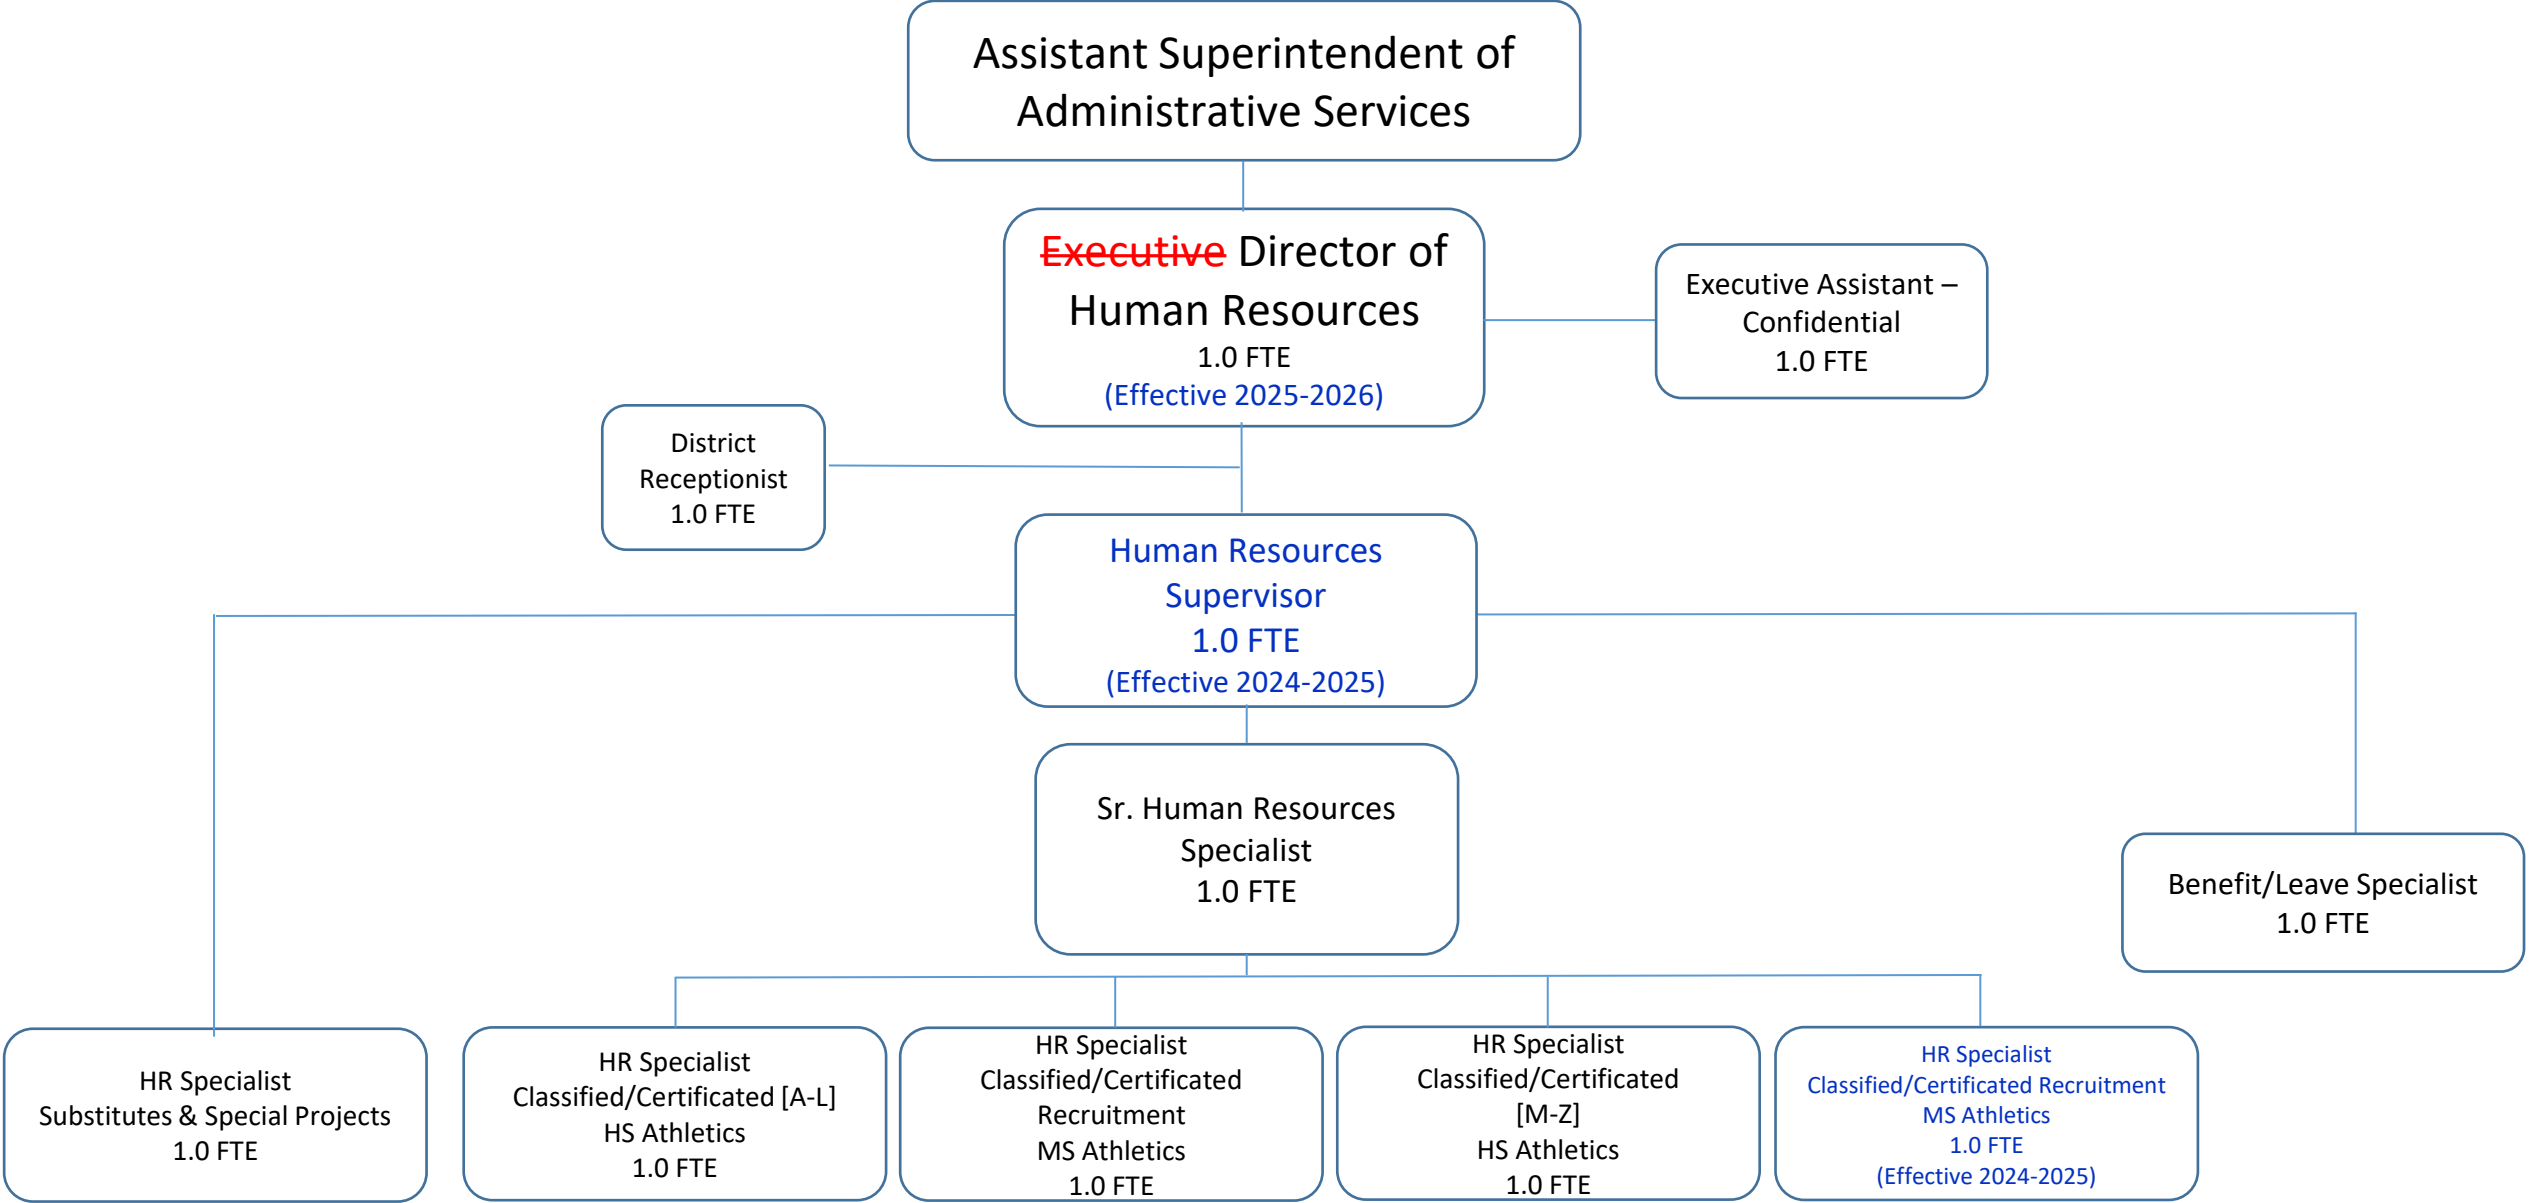 Assistant Superintendent of
Administrative Services
Executive Director of
Human Resources
1.0 FTE
(Effective 2025-2026)
Executive Assistant –
Confidential
1.0 FTE
District
Receptionist
1.0 FTE
Human Resources
Supervisor
1.0 FTE
(Effective 2024-2025)
Sr. Human Resources
Specialist
1.0 FTE
Benefit/Leave Specialist
1.0 FTE
HR Specialist
Substitutes & Special Projects
1.0 FTE
HR Specialist
Classified/Certificated [A-L]
HS Athletics
1.0 FTE
HR Specialist
Classified/Certificated
Recruitment
MS Athletics
1.0 FTE
HR Specialist
Classified/Certificated
[M-Z]
HS Athletics
1.0 FTE
HR Specialist
Classified/Certificated Recruitment
MS Athletics
1.0 FTE
(Effective 2024-2025)